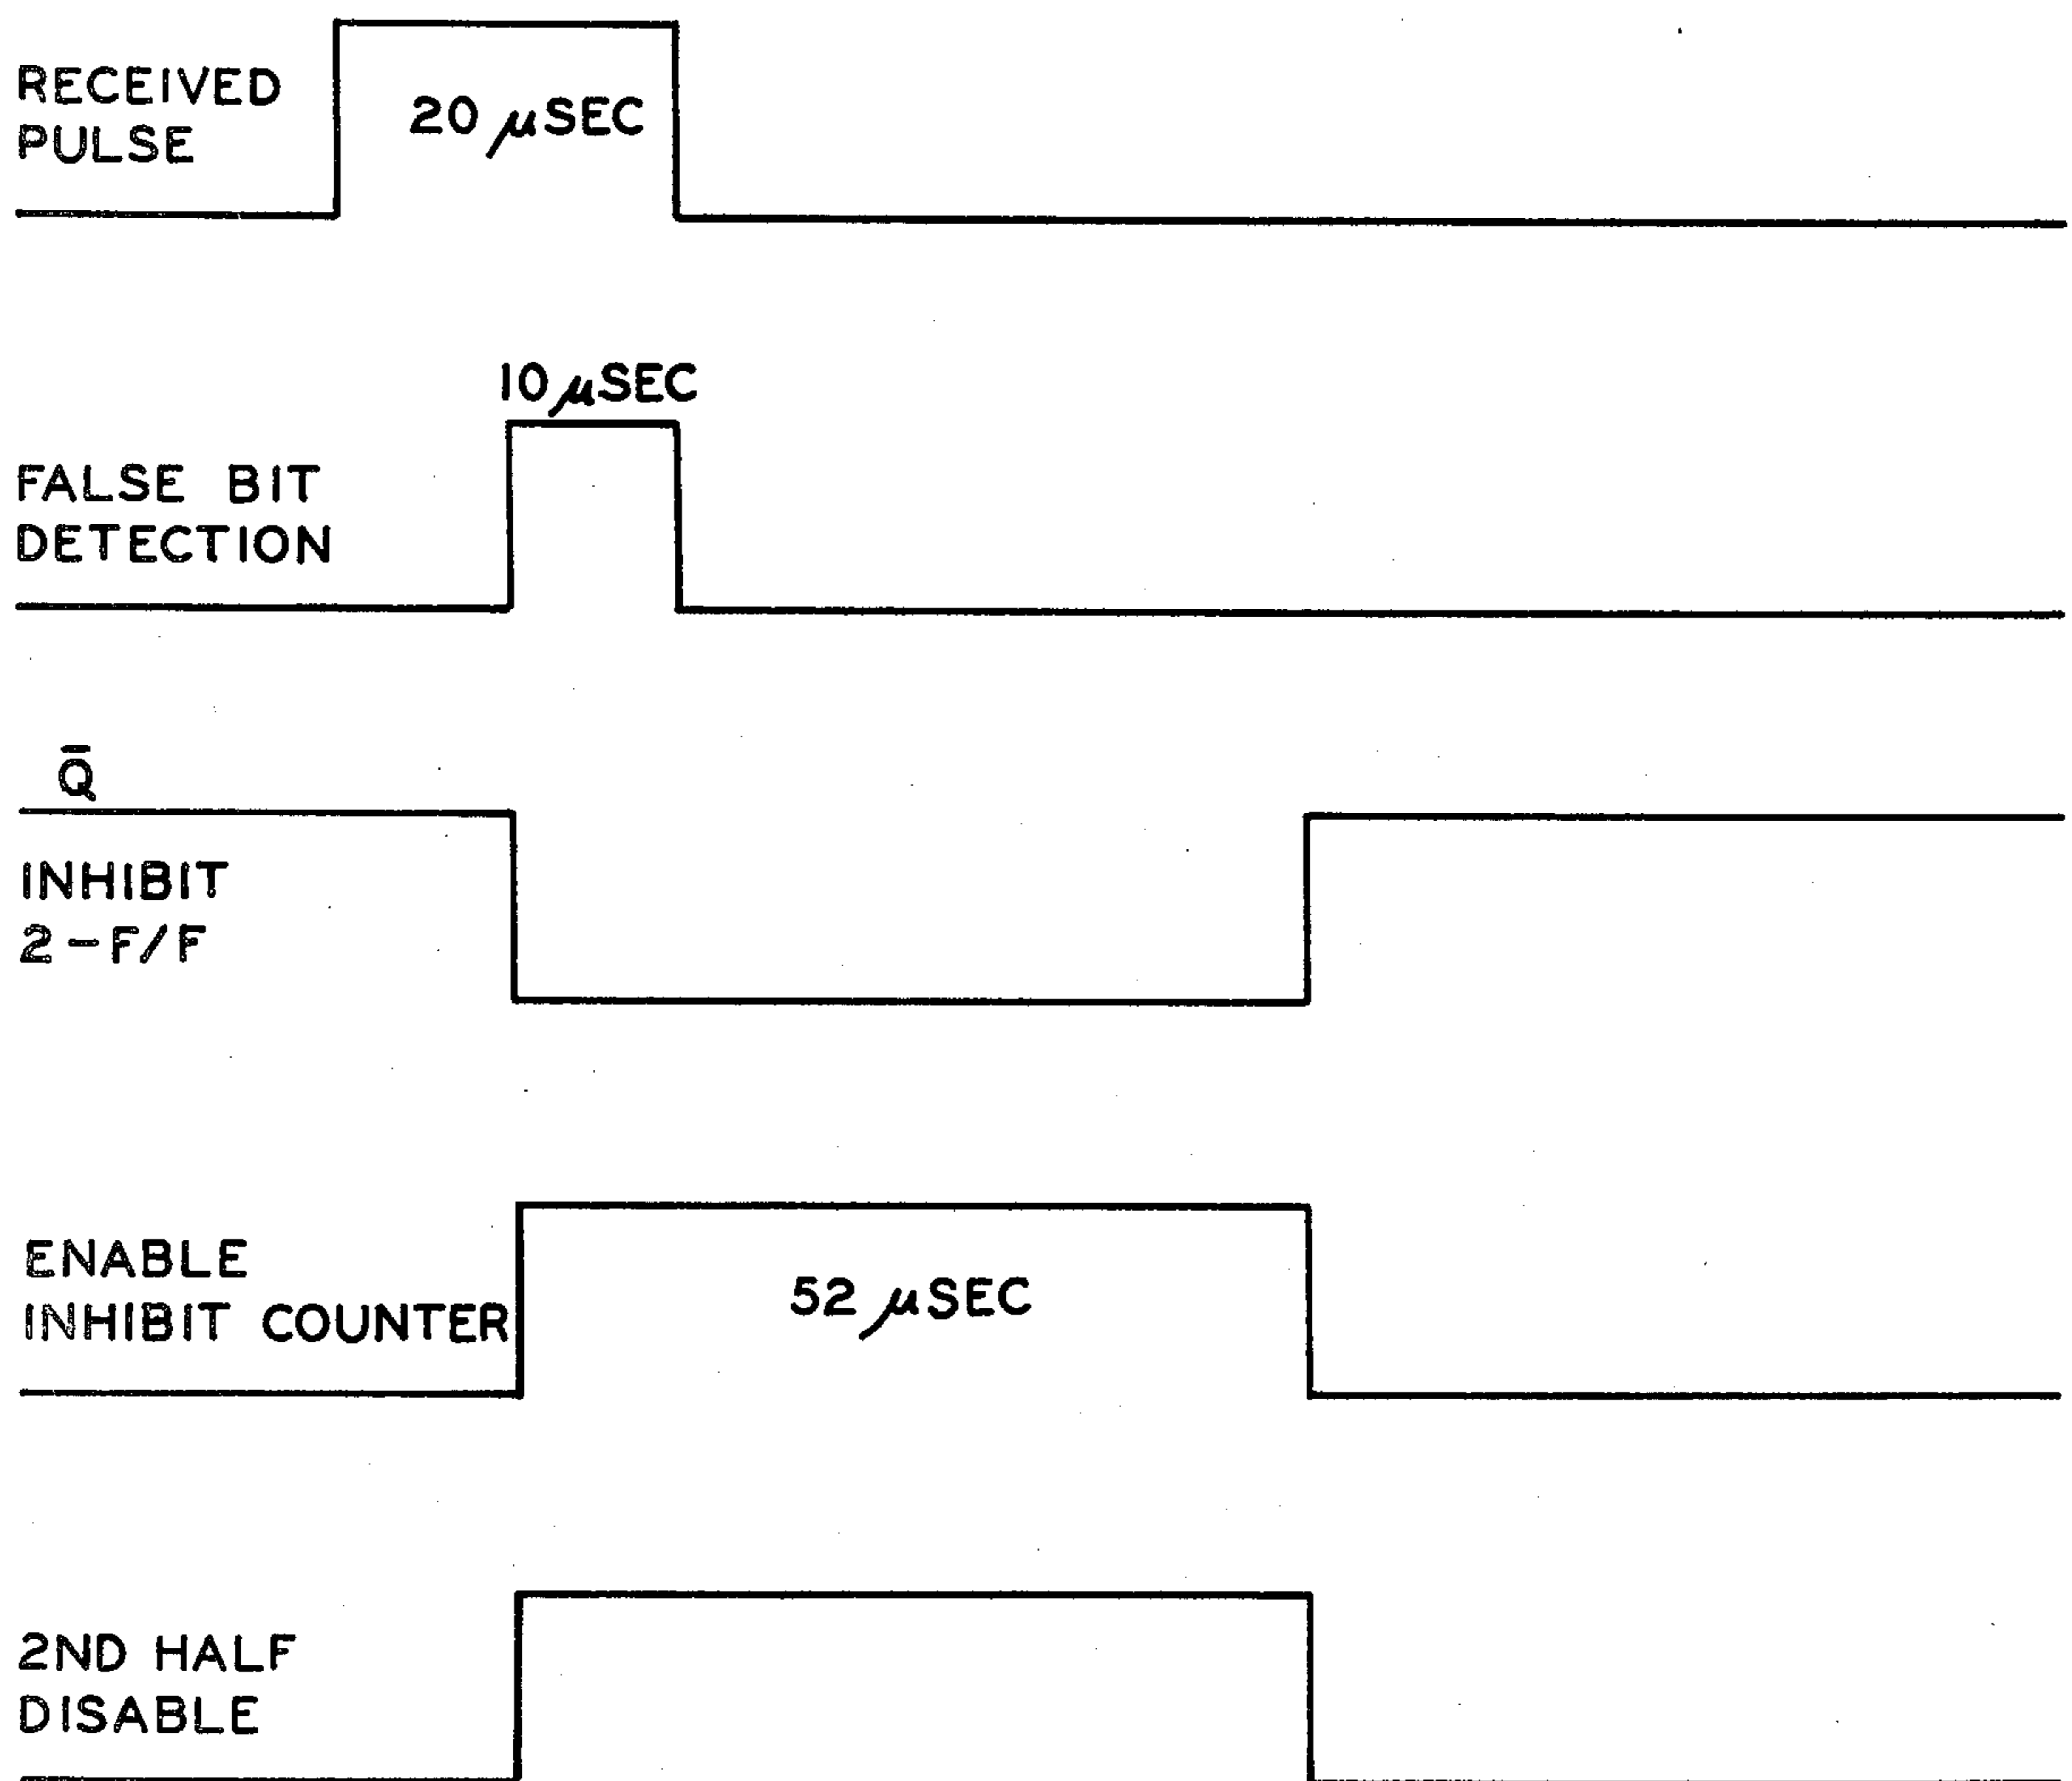 RECEIVED
PULSE
20 μSEC
10 μSEC
FALSE BIT
DETECTION
Q̄
INHIBIT
2-F/F
ENABLE
INHIBIT COUNTER
52 μSEC
2ND HALF
DISABLE